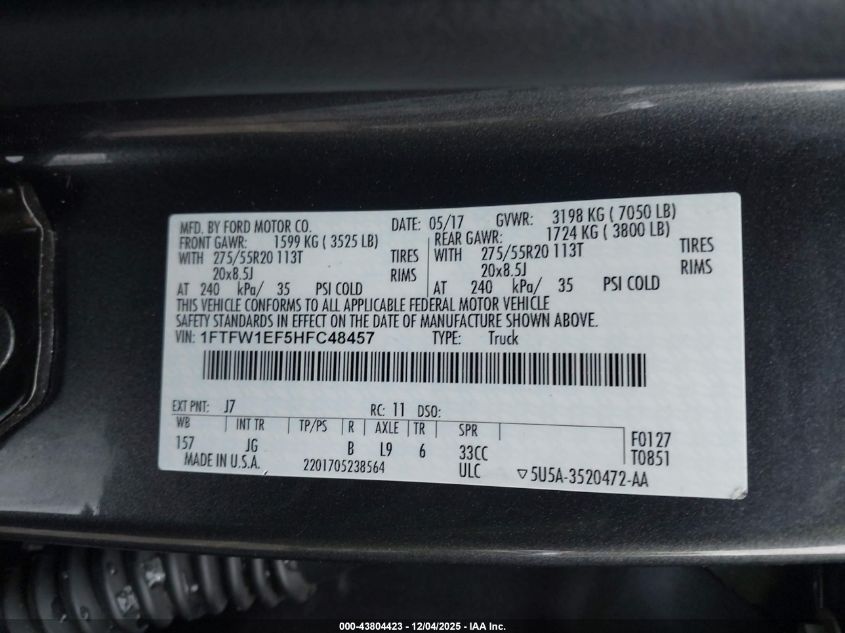 MFD. BY FORD MOTOR CO. DATE: 05/17 GVWR: 3198 KG ( 7050 LB)
FRONT GAWR: 1599 KG ( 3525 LB) REAR GAWR: 1724 KG ( 3800 LB)
WITH 275/55R20 113T TIRES WITH 275/55R20 113T TIRES
20x8.5J RIMS 20x8.5J RIMS
AT 240 kPa/ 35 PSI COLD AT 240 kPa/ 35 PSI COLD
THIS VEHICLE CONFORMS TO ALL APPLICABLE FEDERAL MOTOR VEHICLE
SAFETY STANDARDS IN EFFECT ON THE DATE OF MANUFACTURE SHOWN ABOVE.
VIN: 1FTFW1EF5HFC48457 TYPE: Truck
EXT PNT: J7 RC: 11 DSO:
WB INT TR TP/PS R AXLE TR SPR
157 JG B L9 6 33CC F0127
MADE IN U.S.A. 2201705238564 ULC ▽5U5A-3520472-AA T0851
000-43804423 - 12/04/2025 - IAA Inc.